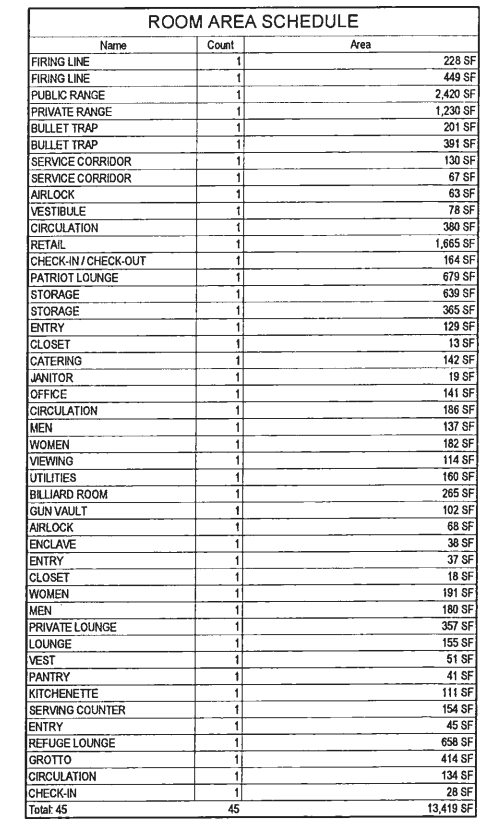 ROOM AREA SCHEDULE
Name Count Area
FIRING LINE 1 228 SF
FIRING LINE 1 449 SF
PUBLIC RANGE 1 2,420 SF
PRIVATE RANGE 1 1,230 SF
BULLET TRAP 1 201 SF
BULLET TRAP 1 391 SF
SERVICE CORRIDOR 1 130 SF
SERVICE CORRIDOR 1 67 SF
AIRLOCK 1 63 SF
VESTIBULE 1 78 SF
CIRCULATION 1 380 SF
RETAIL 1 1,665 SF
CHECK-IN / CHECK-OUT 1 164 SF
PATRIOT LOUNGE 1 679 SF
STORAGE 1 639 SF
STORAGE 1 365 SF
ENTRY 1 129 SF
CLOSET 1 13 SF
CATERING 1 142 SF
JANITOR 1 19 SF
OFFICE 1 141 SF
CIRCULATION 1 186 SF
MEN 1 137 SF
WOMEN 1 182 SF
VIEWING 1 114 SF
UTILITIES 1 160 SF
BILLIARD ROOM 1 265 SF
GUN VAULT 1 102 SF
AIRLOCK 1 68 SF
ENCLAVE 1 38 SF
ENTRY 1 37 SF
CLOSET 1 18 SF
WOMEN 1 191 SF
MEN 1 180 SF
PRIVATE LOUNGE 1 357 SF
LOUNGE 1 155 SF
VEST 1 51 SF
PANTRY 1 41 SF
KITCHENETTE 1 111 SF
SERVING COUNTER 1 154 SF
ENTRY 1 45 SF
REFUGE LOUNGE 1 658 SF
GROTTO 1 414 SF
CIRCULATION 1 134 SF
CHECK-IN 1 28 SF
Total: 45 45 13,419 SF